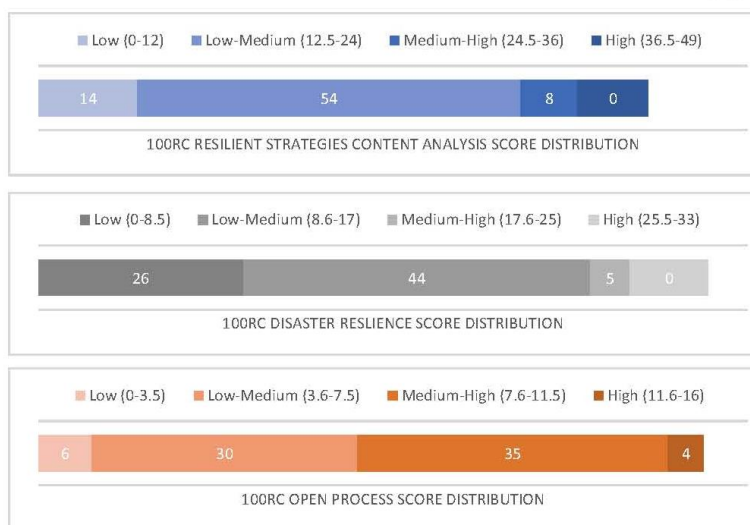 Low (0-12) Low-Medium (12.5-24) Medium-High (24.5-36) High (36.5-49)
14 54 8 0
100RC RESILIENT STRATEGIES CONTENT ANALYSIS SCORE DISTRIBUTION
Low (0-8.5) Low-Medium (8.6-17) Medium-High (17.6-25) High (25.5-33)
26 44 5 0
100RC DISASTER RESLIENCE SCORE DISTRIBUTION
Low (0-3.5) Low-Medium (3.6-7.5) Medium-High (7.6-11.5) High (11.6-16)
6 30 35 4
100RC OPEN PROCESS SCORE DISTRIBUTION